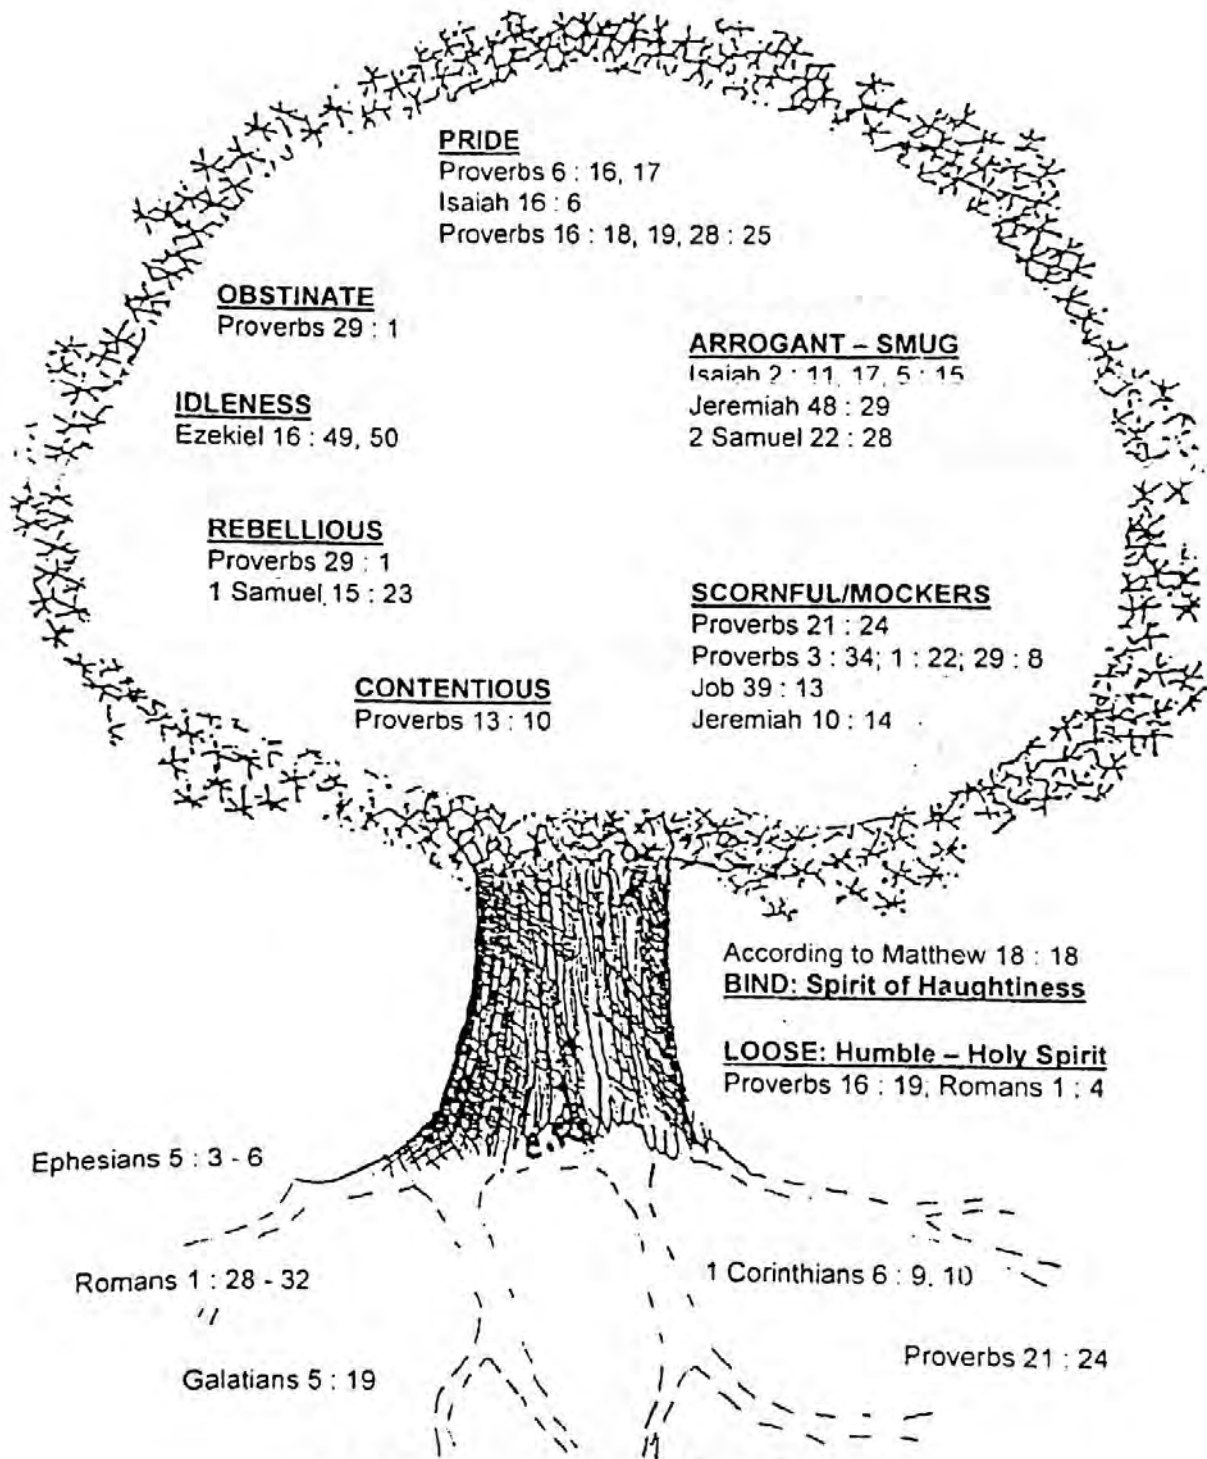 PRIDE
Proverbs 6 : 16, 17
Isaiah 16 : 6
Proverbs 16 : 18, 19, 28 : 25
OBSTINATE
Proverbs 29 : 1
ARROGANT – SMUG
Isaiah 2 : 11, 17, 5 : 15
Jeremiah 48 : 29
2 Samuel 22 : 28
IDLENESS
Ezekiel 16 : 49, 50
REBELLIOUS
Proverbs 29 : 1
1 Samuel 15 : 23
SCORNFUL/MOCKERS
Proverbs 21 : 24
Proverbs 3 : 34; 1 : 22; 29 : 8
Job 39 : 13
Jeremiah 10 : 14
CONTENTIOUS
Proverbs 13 : 10
According to Matthew 18 : 18
BIND: Spirit of Haughtiness
LOOSE: Humble – Holy Spirit
Proverbs 16 : 19, Romans 1 : 4
Ephesians 5 : 3 - 6
Romans 1 : 28 - 32
1 Corinthians 6 : 9, 10
Galatians 5 : 19
Proverbs 21 : 24